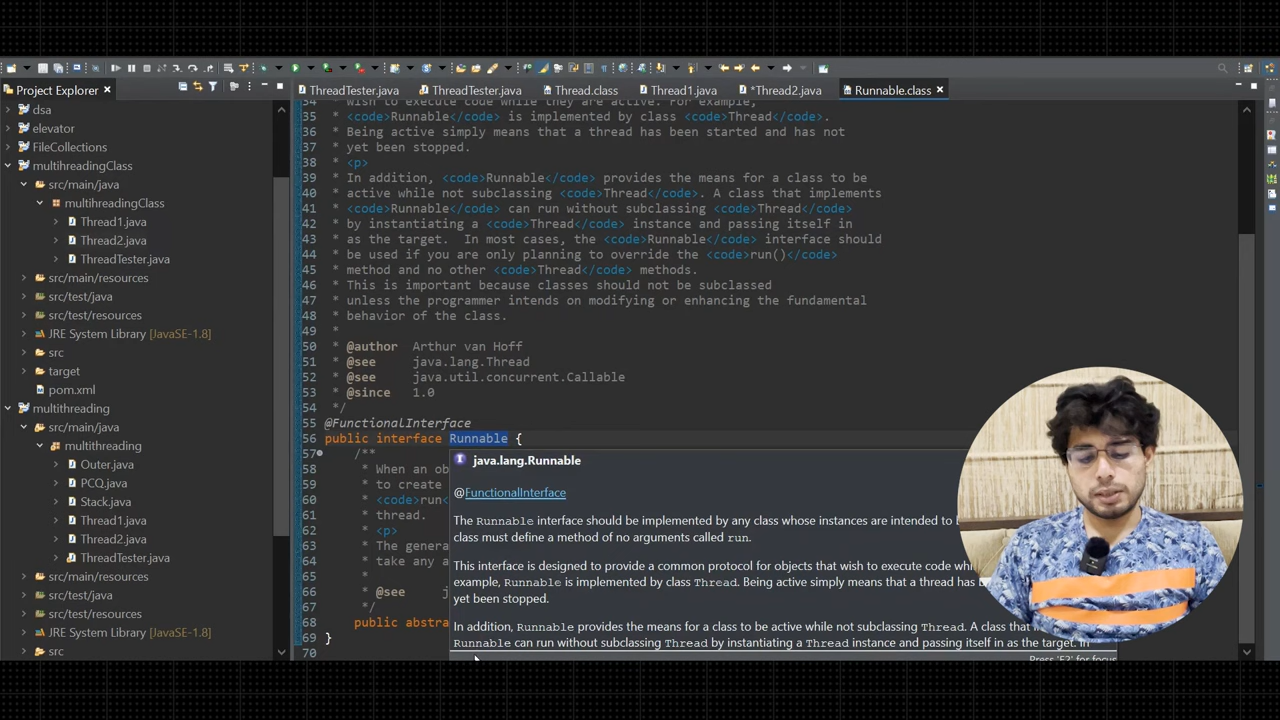 Project Explorer
ThreadTester.java
ThreadTester.java
Thread.class
Thread1.java
*Thread2.java
Runnable.class
dsa
elevator
FileCollections
multihreadingClass
src/main/java
multihreadingClass
Thread1.java
Thread2.java
ThreadTester.java
src/main/resources
src/test/java
src/test/resources
JRE System Library [JavaSE-1.8]
src
target
pom.xml
multithreading
src/main/java
multithreading
Outer.java
PCQ.java
Stack.java
Thread1.java
Thread2.java
ThreadTester.java
src/main/resources
src/test/java
src/test/resources
JRE System Library [JavaSE-1.8]
src
34 * wish to execute code while they are active. For example,
35 * <code>Runnable</code> is implemented by class <code>Thread</code>.
36 * Being active simply means that a thread has been started and has not
37 * yet been stopped.
38 * <p>
39 * In addition, <code>Runnable</code> provides the means for a class to be
40 * active while not subclassing <code>Thread</code>. A class that implements
41 * <code>Runnable</code> can run without subclassing <code>Thread</code>
42 * by instantiating a <code>Thread</code> instance and passing itself in
43 * as the target.  In most cases, the <code>Runnable</code> interface should
44 * be used if you are only planning to override the <code>run()</code>
45 * method and no other <code>Thread</code> methods.
46 * This is important because classes should not be subclassed
47 * unless the programmer intends on modifying or enhancing the fundamental
48 * behavior of the class.
49 *
50 * @author  Arthur van Hoff
51 * @see     java.lang.Thread
52 * @see     java.util.concurrent.Callable
53 * @since   1.0
54 */
55 @FunctionalInterface
56 public interface Runnable {
57 /**
58 * When an ob
59 * to create
60 * <code>run<
61 * thread.
62 * <p>
63 * The genera
64 * take any a
65 *
66 * @see     j
67 */
68 public abstra
69 }
70
java.lang.Runnable
@FunctionalInterface
The Runnable interface should be implemented by any class whose instances are intended to b
class must define a method of no arguments called run.
This interface is designed to provide a common protocol for objects that wish to execute code whi
example, Runnable is implemented by class Thread. Being active simply means that a thread has b
yet been stopped.
In addition, Runnable provides the means for a class to be active while not subclassing Thread. A class that
Runnable can run without subclassing Thread by instantiating a Thread instance and passing itself in as the target. In
Press 'F2' for focus